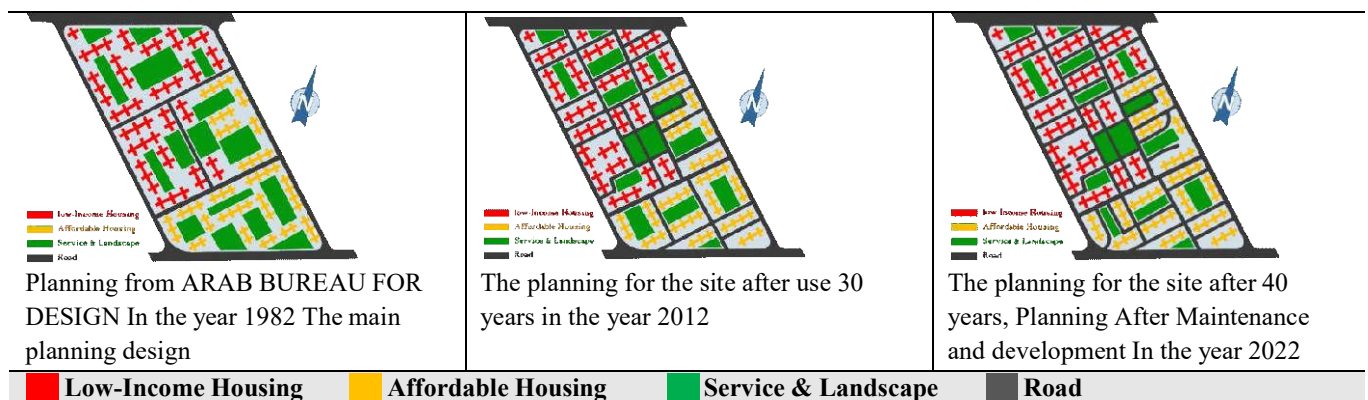 N
Low-Income Housing
Affordable Housing
Service & Landscape
Road
Planning from ARAB BUREAU FOR
DESIGN In the year 1982 The main
planning design
N
low-Income Housing
Affordable Housing
Service & Landscape
Road
The planning for the site after use 30
years in the year 2012
N
low Income Housing
Affordable Housing
Service & Landscape
Road
The planning for the site after 40
years, Planning After Maintenance
and development In the year 2022
Low-Income Housing Affordable Housing Service & Landscape Road